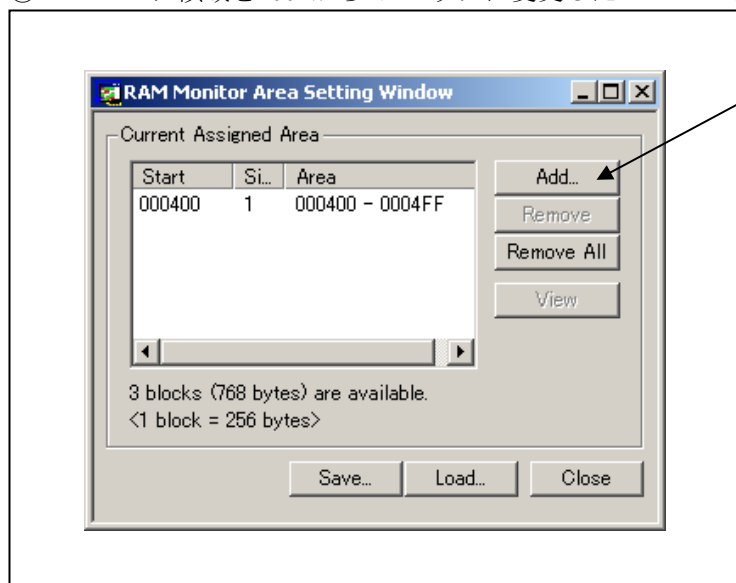 RAM Monitor Area Setting Window
Current Assigned Area
Start Si... Area
000400 1 000400 - 0004FF
Add...
Remove
Remove All
View
3 blocks (768 bytes) are available.
<1 block = 256 bytes>
Save... Load... Close